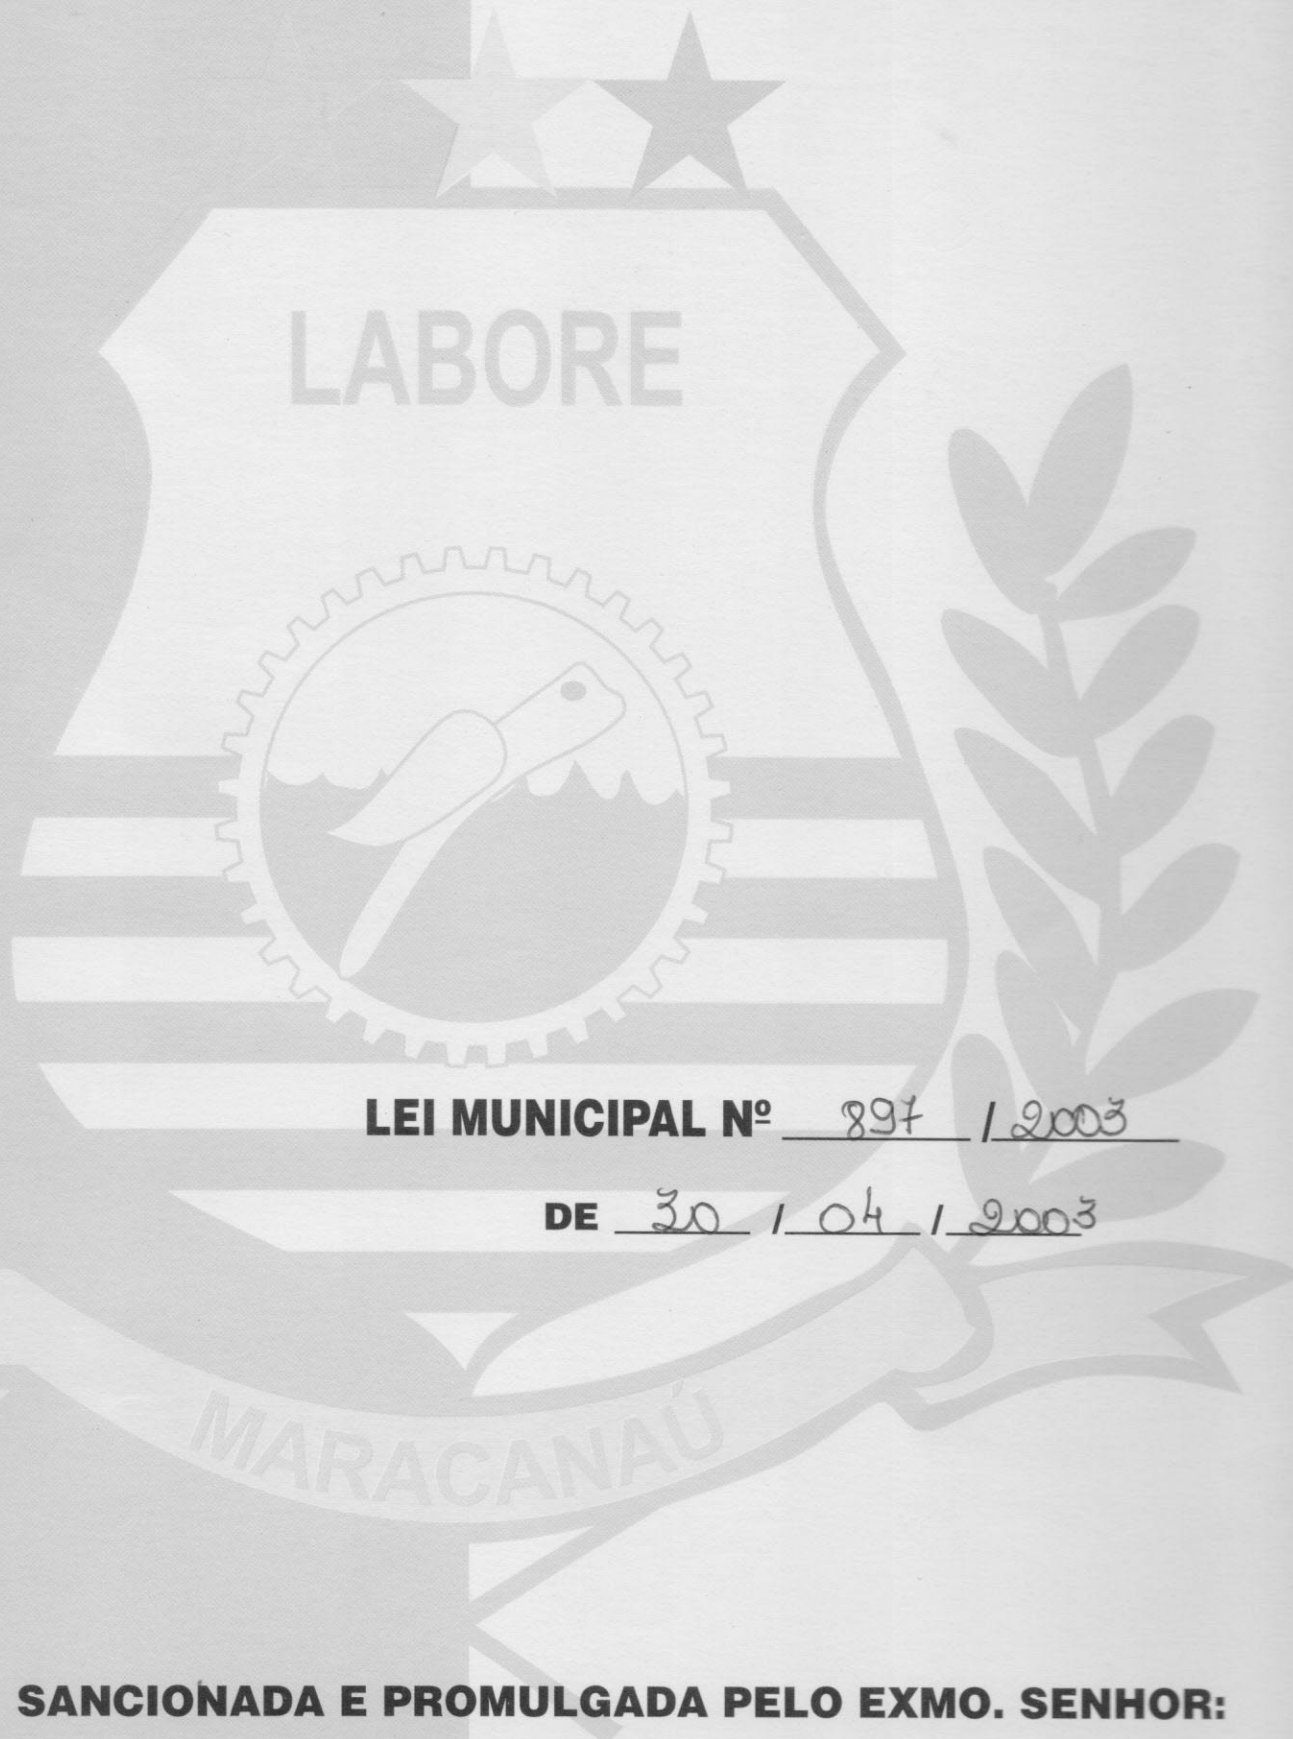 LABORE
LEI MUNICIPAL Nº 897 / 2003
DE 30 / 04 / 2003
MARACANAÚ
SANCIONADA E PROMULGADA PELO EXMO. SENHOR: